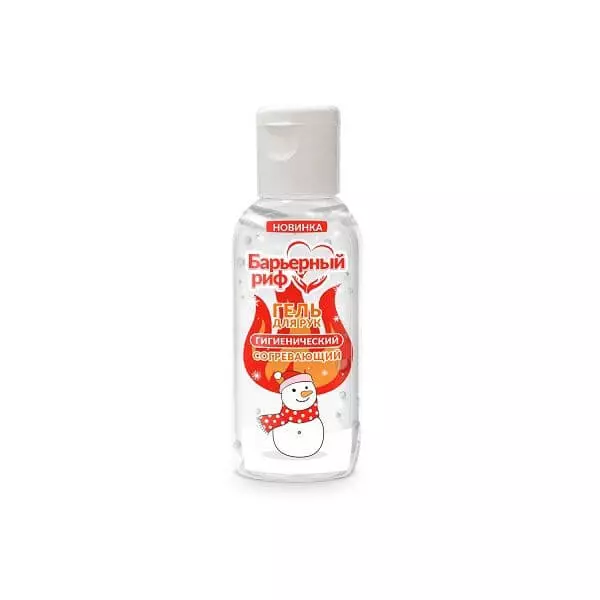 НОВИНКА
Барьерный
риф
ГЕЛЬ
ДЛЯ РУК
ГИГИЕНИЧЕСКИЙ
СОГРЕВАЮЩИЙ